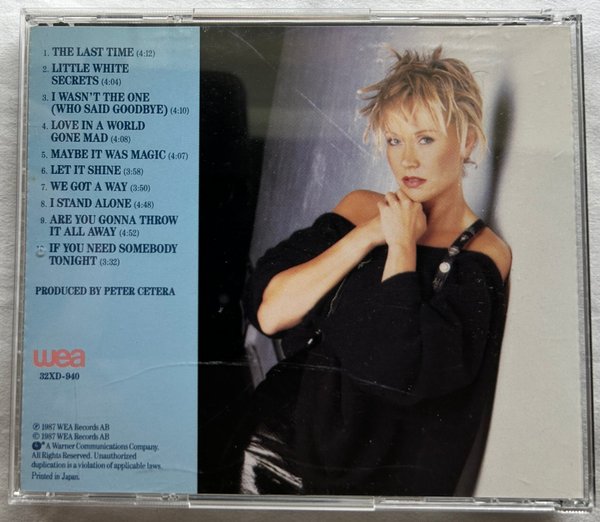 1. THE LAST TIME (4:12)
2. LITTLE WHITE
SECRETS (4:04)
3. I WASN'T THE ONE
(WHO SAID GOODBYE) (4:10)
4. LOVE IN A WORLD
GONE MAD (4:08)
5. MAYBE IT WAS MAGIC (4:07)
6. LET IT SHINE (3:58)
7. WE GOT A WAY (3:50)
8. I STAND ALONE (4:48)
9. ARE YOU GONNA THROW
IT ALL AWAY (4:52)
10. IF YOU NEED SOMEBODY
TONIGHT (3:32)
PRODUCED BY PETER CETERA
wea
32XD-940
℗ 1987 WEA Records AB
© 1987 WEA Records AB
A Warner Communications Company.
All Rights Reserved. Unauthorized
duplication is a violation of applicable laws.
Printed in Japan.